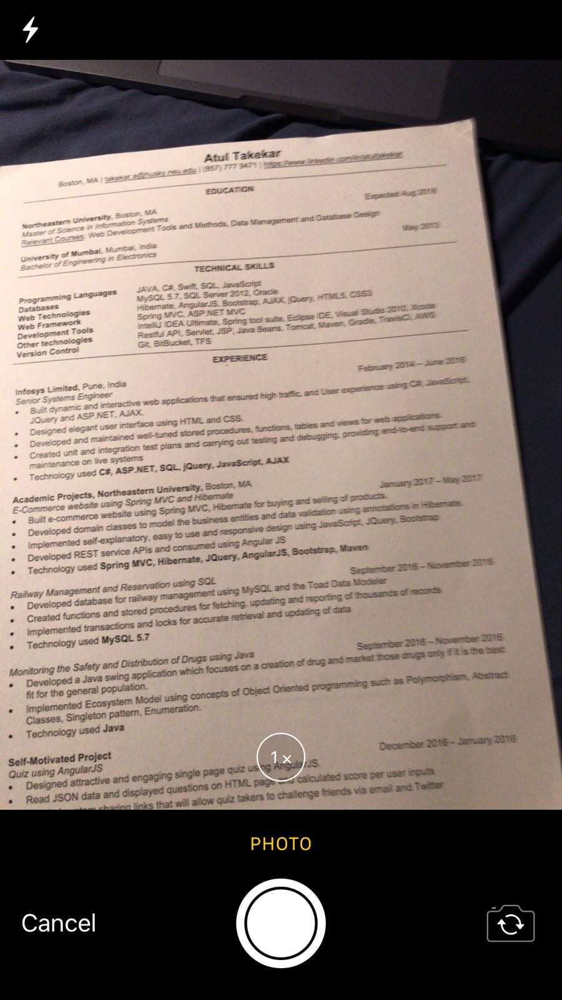 Atul Takekar
Boston, MA | takekar.a@husky.neu.edu | (857) 777 9471 | https://www.linkedin.com/in/atultakekar
EDUCATION
Expected Aug 2018
Northeastern University, Boston, MA
Master of Science in Information Systems
Relevant Courses: Web Development Tools and Methods, Data Management and Database Design
May 2013
University of Mumbai, Mumbai, India
Bachelor of Engineering in Electronics
TECHNICAL SKILLS
Programming Languages JAVA, C#, Swift, SQL, JavaScript
Databases MySQL 5.7, SQL Server 2012, Oracle
Web Technologies Hibernate, AngularJS, Bootstrap, AJAX, jQuery, HTML5, CSS3
Web Framework Spring MVC, ASP.NET MVC
Development Tools IntelliJ IDEA Ultimate, Spring tool suite, Eclipse IDE, Visual Studio 2010, Xcode
Other technologies Restful API, Servlet, JSP, Java Beans, Tomcat, Maven, Gradle, TravisCI, AWS
Version Control Git, BitBucket, TFS
EXPERIENCE
February 2014 – June 2016
Infosys Limited, Pune, India
Senior Systems Engineer
• Built dynamic and interactive web applications that ensured high traffic, and User experience using C#, JavaScript,
JQuery and ASP.NET, AJAX.
• Designed elegant user interface using HTML and CSS.
• Developed and maintained well-tuned stored procedures, functions, tables and views for web applications.
• Created unit and integration test plans and carrying out testing and debugging, providing end-to-end support and
maintenance on live systems
• Technology used C#, ASP.NET, SQL, jQuery, JavaScript, AJAX
January 2017 – May 2017
Academic Projects, Northeastern University, Boston, MA
E-Commerce website using Spring MVC and Hibernate
• Built e-commerce website using Spring MVC, Hibernate for buying and selling of products.
• Developed domain classes to model the business entities and data validation using annotations in Hibernate.
• Implemented self-explanatory, easy to use and responsive design using JavaScript, JQuery, Bootstrap
• Developed REST service APIs and consumed using Angular JS
• Technology used Spring MVC, Hibernate, JQuery, AngularJS, Bootstrap, Maven
September 2016 – November 2016
Railway Management and Reservation using SQL
• Developed database for railway management using MySQL and the Toad Data Modeler
• Created functions and stored procedures for fetching, updating and reporting of thousands of records
• Implemented transactions and locks for accurate retrieval and updating of data
• Technology used MySQL 5.7
September 2016 – November 2016
Monitoring the Safety and Distribution of Drugs using Java
• Developed a Java swing application which focuses on a creation of drug and market those drugs only if it is the best
fit for the general population.
• Implemented Ecosystem Model using concepts of Object Oriented programming such as Polymorphism, Abstract
Classes, Singleton pattern, Enumeration.
• Technology used Java
December 2016 – January 2016
Self-Motivated Project
Quiz using AngularJS
• Designed attractive and engaging single page quiz using AngularJS.
• Read JSON data and displayed questions on HTML page and calculated score per user inputs
sharing links that will allow quiz takers to challenge friends via email and Twitter
1×
PHOTO
Cancel